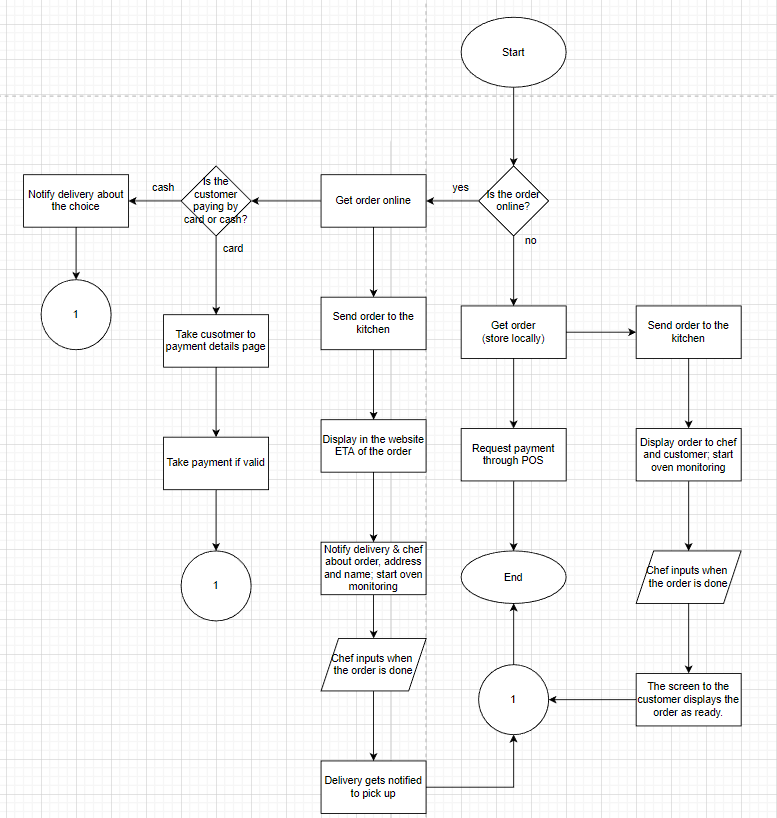 Start
Is the order
online?
yes
no
Get order online
Is the
customer
paying by
card or cash?
cash
card
Notify delivery about
the choice
1
Take cusotmer to
payment details page
Take payment if valid
1
Send order to the
kitchen
Display in the website
ETA of the order
Notify delivery & chef
about order, address
and name; start oven
monitoring
Chef inputs when
the order is done
Delivery gets notified
to pick up
Get order
(store locally)
Request payment
through POS
End
1
Send order to the
kitchen
Display order to chef
and customer; start
oven monitoring
Chef inputs when
the order is done
The screen to the
customer displays the
order as ready.